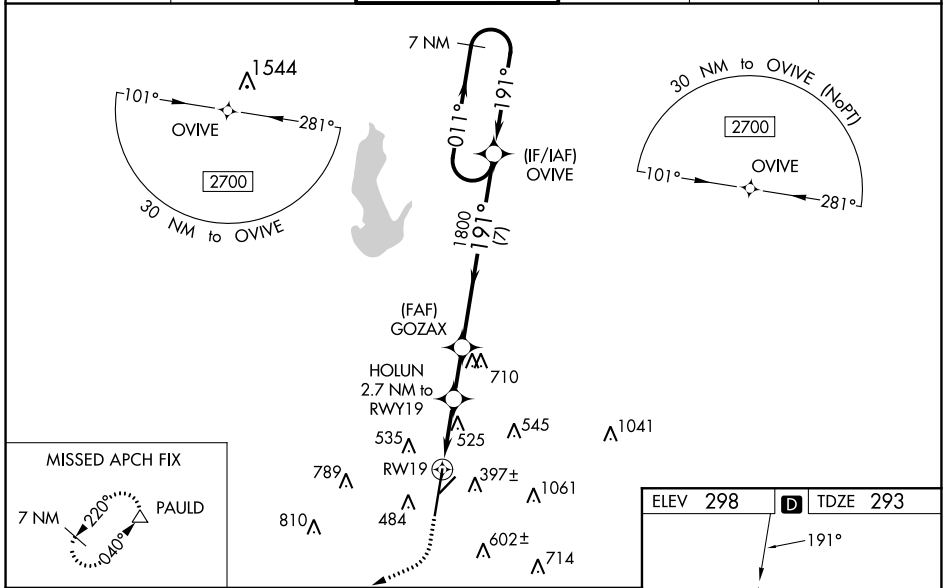 1544
101°
281°
OVIVE
2700
30 NM to OVIVE
7 NM
011°
191°
(IF/IAF)
OVIVE
1800
191°
(7)
30 NM to OVIVE (NoPT)
2700
OVIVE
101°
281°
(FAF)
GOZAX
710
HOLUN
2.7 NM to
RWY19
525
545
1041
535
RW19
397±
789
1061
484
810
602±
714
MISSED APCH FIX
7 NM
220°
040°
PAULD
ELEV 298 D TDZE 293
191°